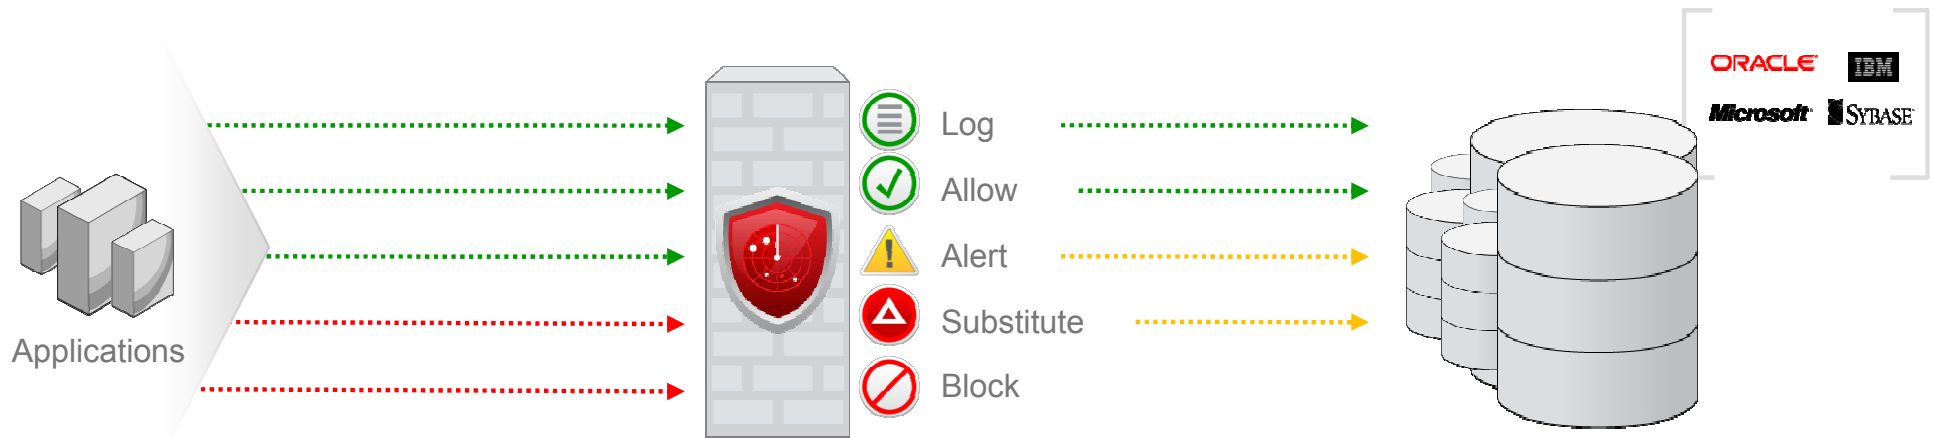 ORACLE
IBM
Microsoft
SYBASE
Log
Allow
Alert
Substitute
Block
Applications